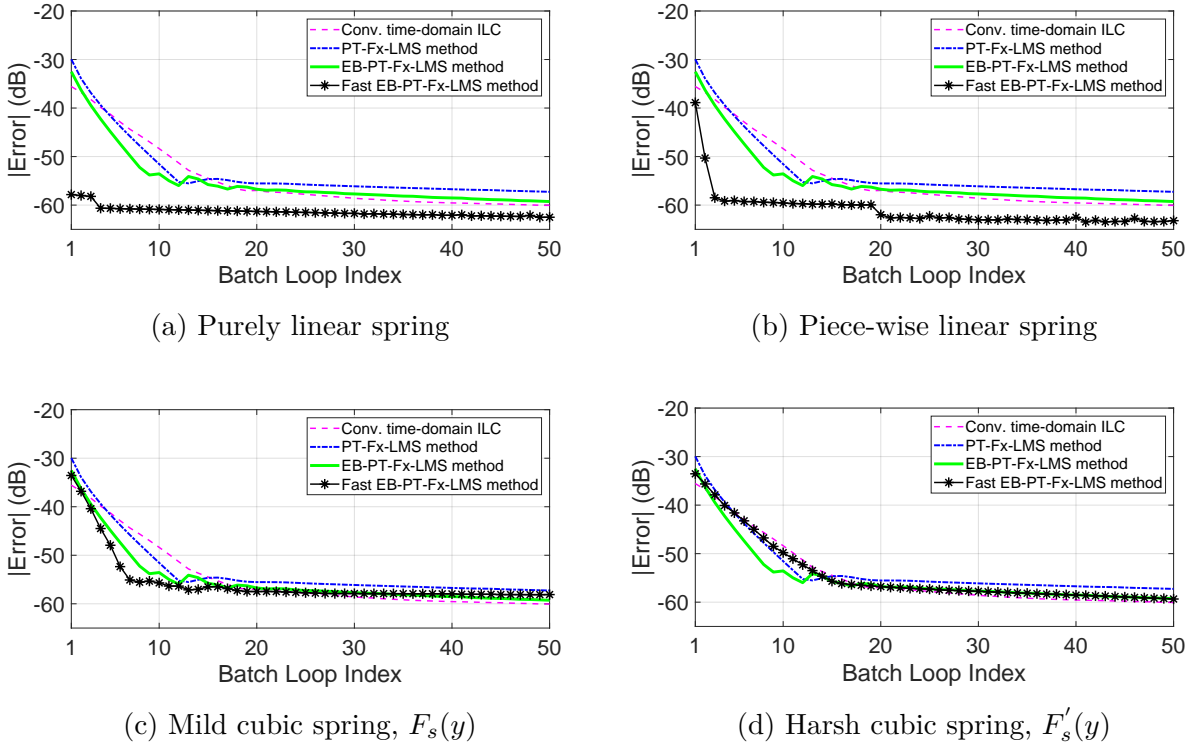 -20
-30
-40
-50
-60
|Error| (dB)
Conv. time-domain ILC
PT-Fx-LMS method
EB-PT-Fx-LMS method
Fast EB-PT-Fx-LMS method
1 10 20 30 40 50
Batch Loop Index
(a) Purely linear spring
-20
-30
-40
-50
-60
|Error| (dB)
Conv. time-domain ILC
PT-Fx-LMS method
EB-PT-Fx-LMS method
Fast EB-PT-Fx-LMS method
1 10 20 30 40 50
Batch Loop Index
(b) Piece-wise linear spring
-20
-30
-40
-50
-60
|Error| (dB)
Conv. time-domain ILC
PT-Fx-LMS method
EB-PT-Fx-LMS method
Fast EB-PT-Fx-LMS method
1 10 20 30 40 50
Batch Loop Index
(c) Mild cubic spring, F_s(y)
-20
-30
-40
-50
-60
|Error| (dB)
Conv. time-domain ILC
PT-Fx-LMS method
EB-PT-Fx-LMS method
Fast EB-PT-Fx-LMS method
1 10 20 30 40 50
Batch Loop Index
(d) Harsh cubic spring, F_s'(y)